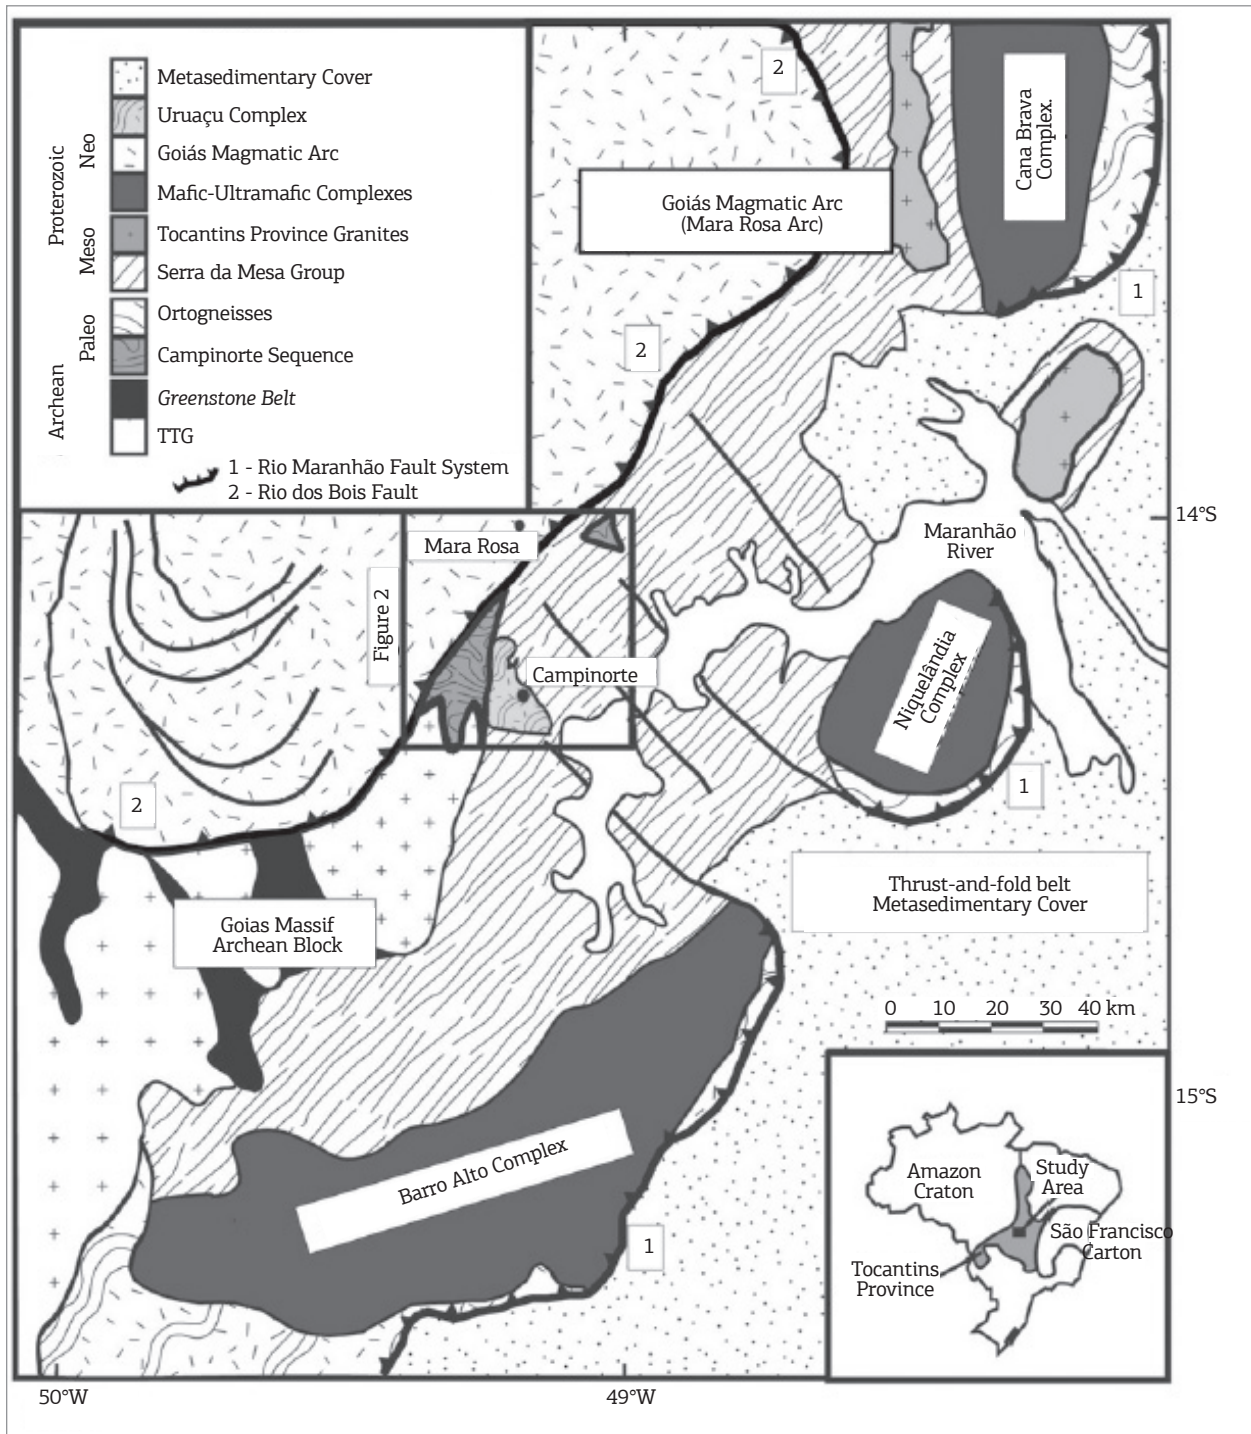 Metasedimentary Cover
Uruaçu Complex
Goiás Magmatic Arc
Mafic-Ultramafic Complexes
Tocantins Province Granites
Serra da Mesa Group
Ortogneisses
Campinorte Sequence
Greenstone Belt
TTG
Proterozoic
Neo
Meso
Paleo
Archean
1 - Rio Maranhão Fault System
2 - Rio dos Bois Fault
2
Goiás Magmatic Arc
(Mara Rosa Arc)
Cana Brava
Complex.
1
2
14°S
Maranhão
River
Mara Rosa
Figure 2
Campinorte
Niquelândia
Complex
1
2
Thrust-and-fold belt
Metasedimentary Cover
Goias Massif
Archean Block
0 10 20 30 40 km
15°S
Barro Alto Complex
1
Amazon
Craton
Study
Area
São Francisco
Carton
Tocantins
Province
50°W
49°W